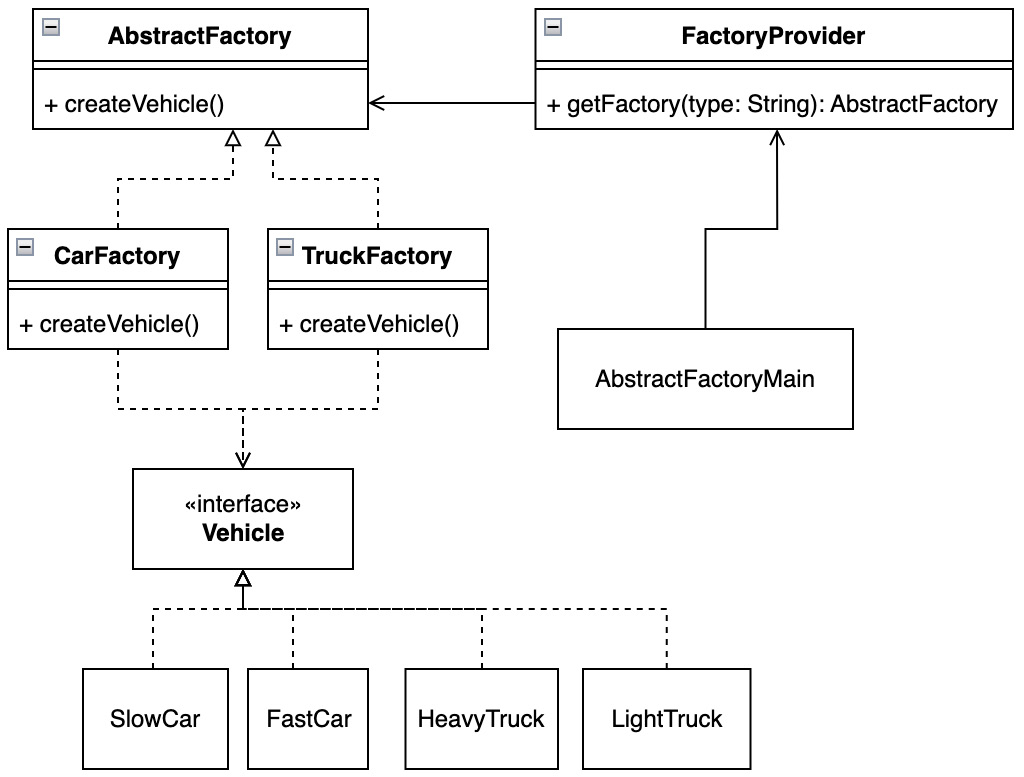 AbstractFactory
+ createVehicle()
FactoryProvider
+ getFactory(type: String): AbstractFactory
CarFactory
+ createVehicle()
TruckFactory
+ createVehicle()
AbstractFactoryMain
«interface»
Vehicle
SlowCar
FastCar
HeavyTruck
LightTruck